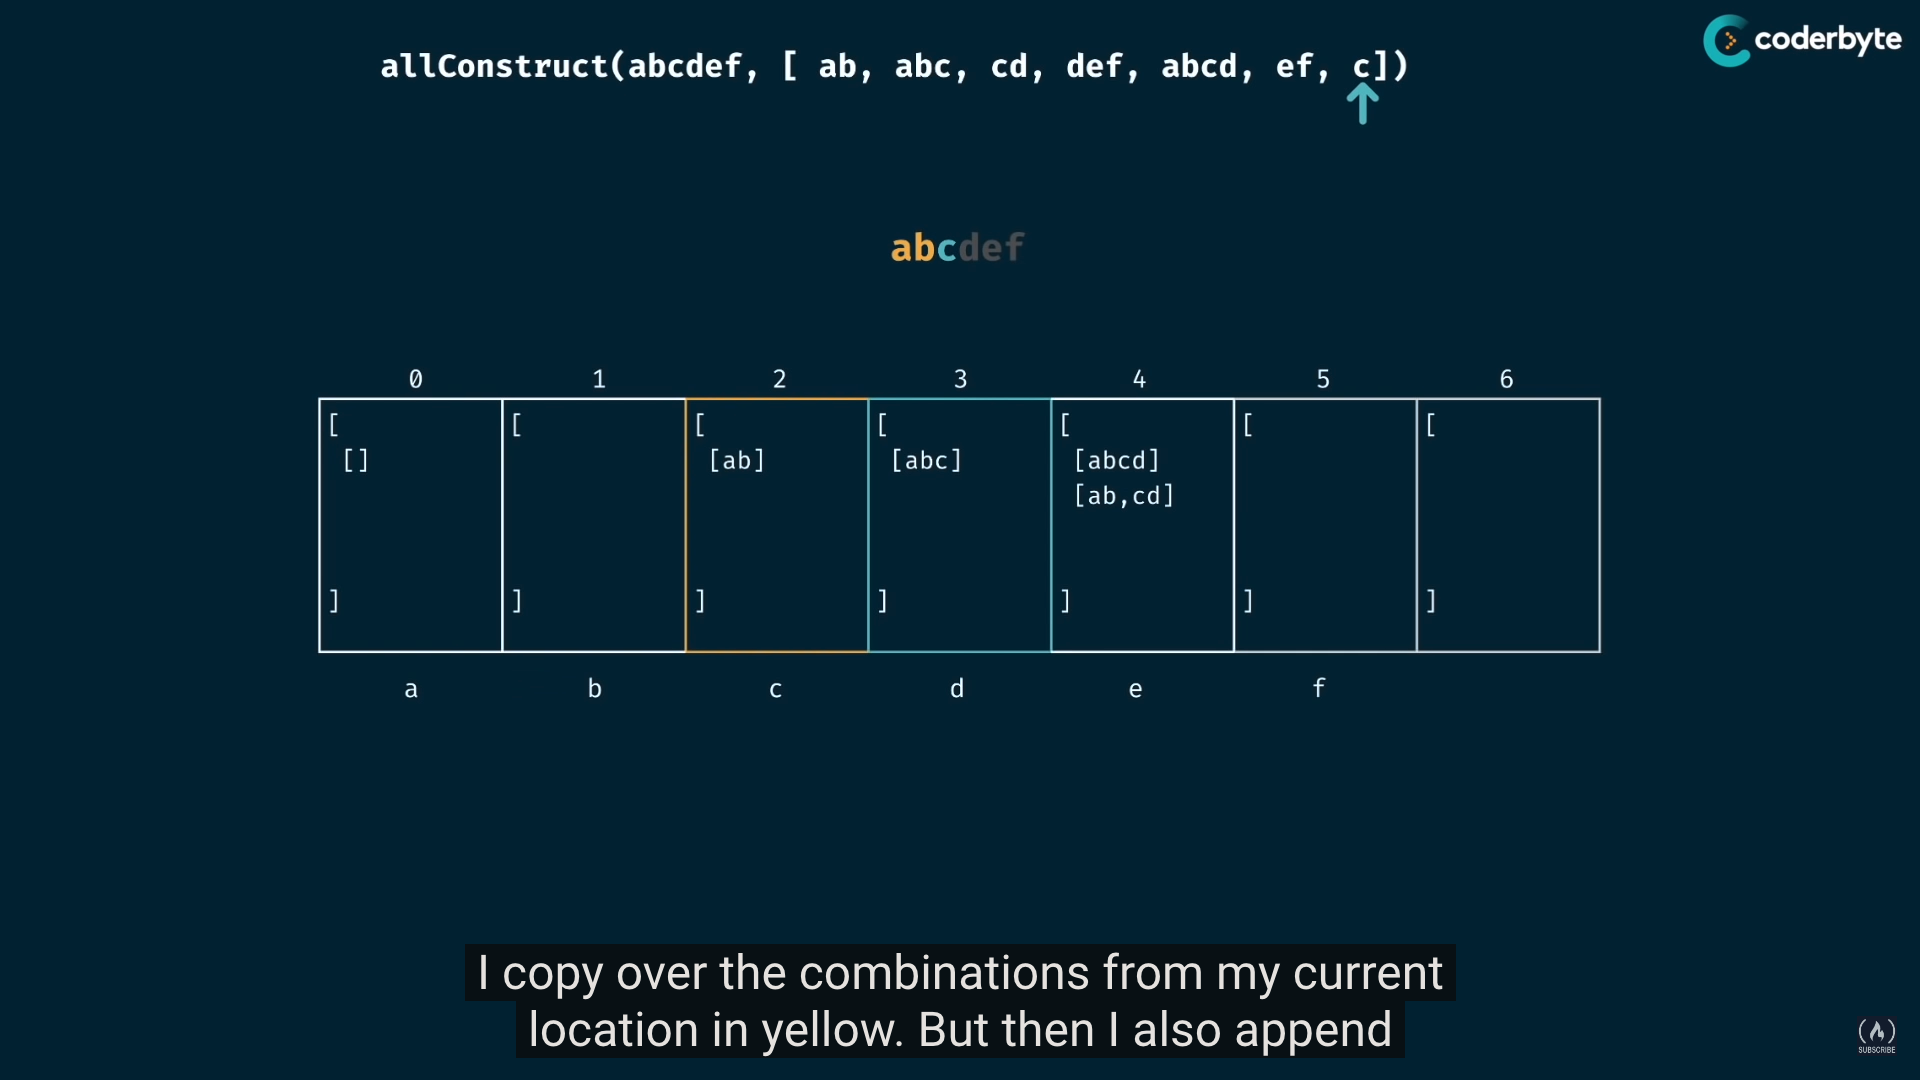 allConstruct(abcdef, [ ab, abc, cd, def, abcd, ef, c])
coderbyte
abcdef
0 1 2 3 4 5 6
[ [ [ [ [ [ [
[] [ab] [abc] [abcd]
[ab,cd]
] ] ] ] ] ] ]
a b c d e f
I copy over the combinations from my current
location in yellow. But then I also append
SUBSCRIBE